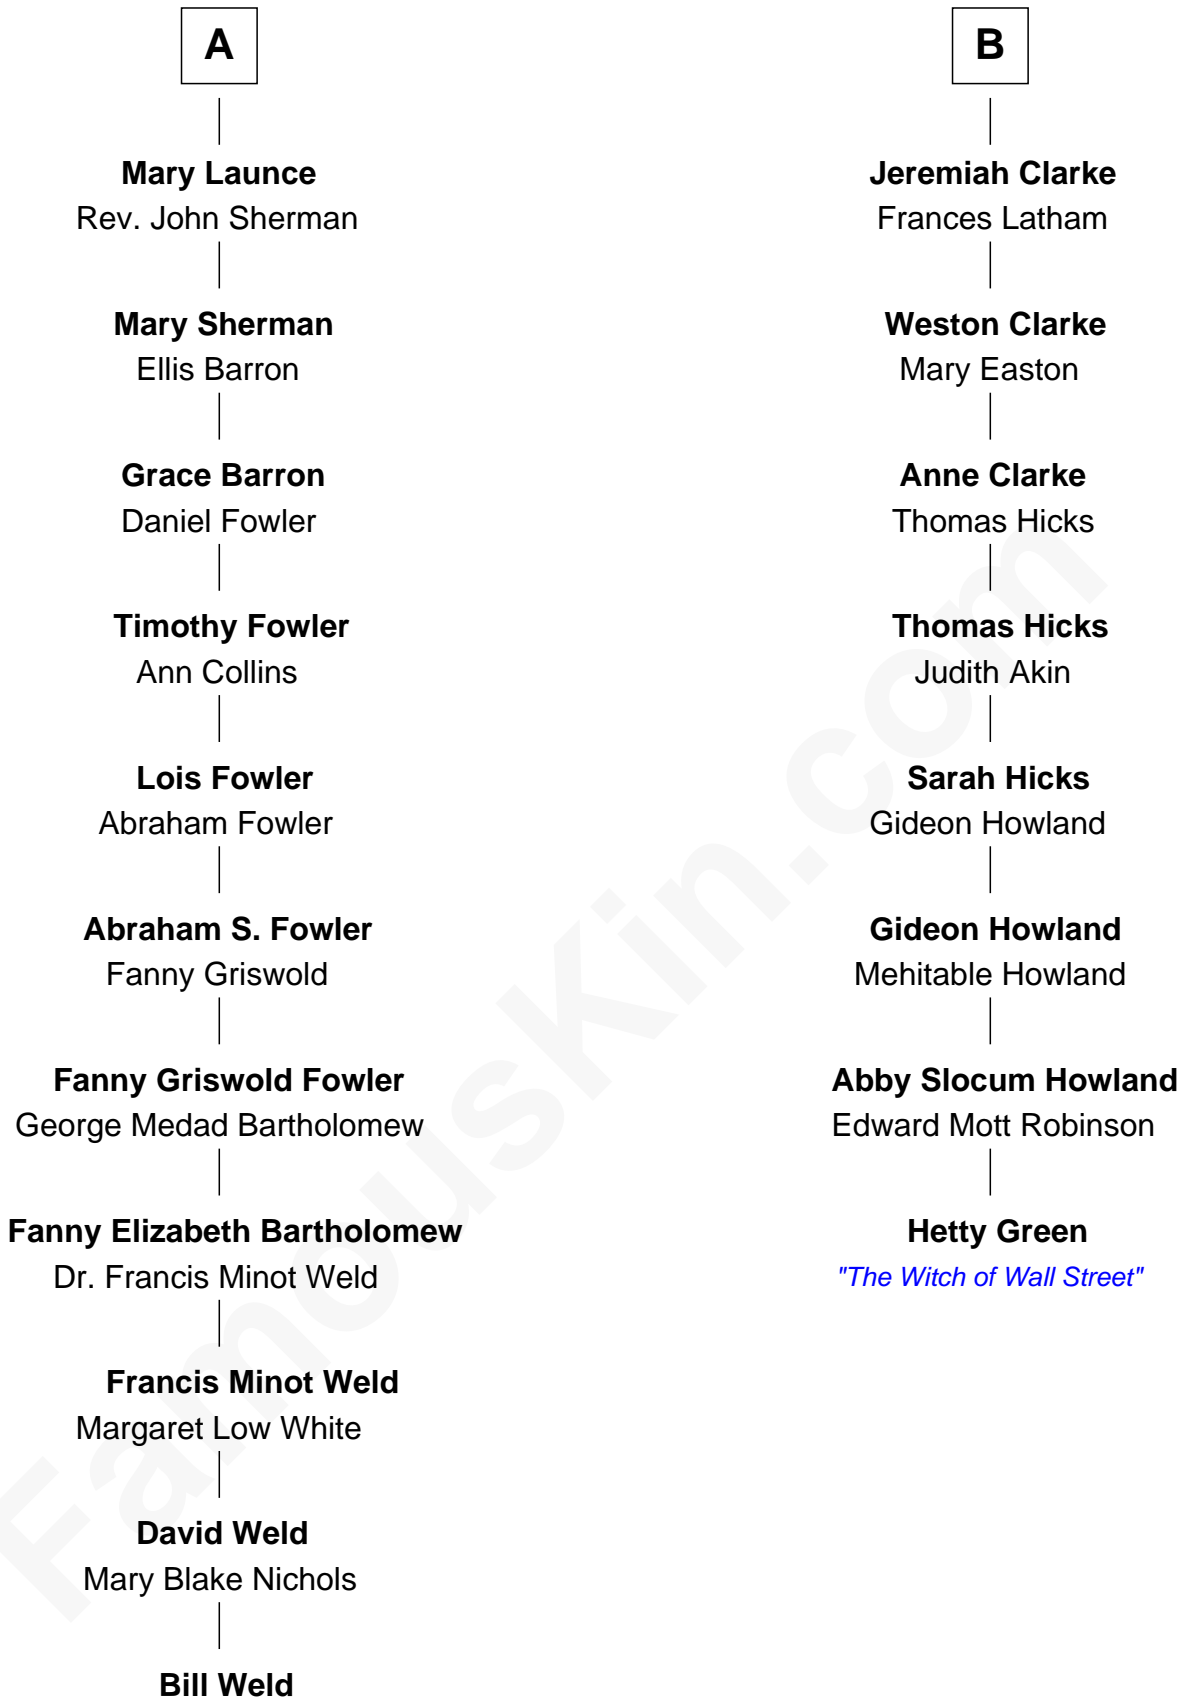 A
Mary Launce
Rev. John Sherman
Mary Sherman
Ellis Barron
Grace Barron
Daniel Fowler
Timothy Fowler
Ann Collins
Lois Fowler
Abraham Fowler
Abraham S. Fowler
Fanny Griswold
Fanny Griswold Fowler
George Medad Bartholomew
Fanny Elizabeth Bartholomew
Dr. Francis Minot Weld
Francis Minot Weld
Margaret Low White
David Weld
Mary Blake Nichols
Bill Weld
B
Jeremiah Clarke
Frances Latham
Weston Clarke
Mary Easton
Anne Clarke
Thomas Hicks
Thomas Hicks
Judith Akin
Sarah Hicks
Gideon Howland
Gideon Howland
Mehitable Howland
Abby Slocum Howland
Edward Mott Robinson
Hetty Green
"The Witch of Wall Street"
FamousKin.com